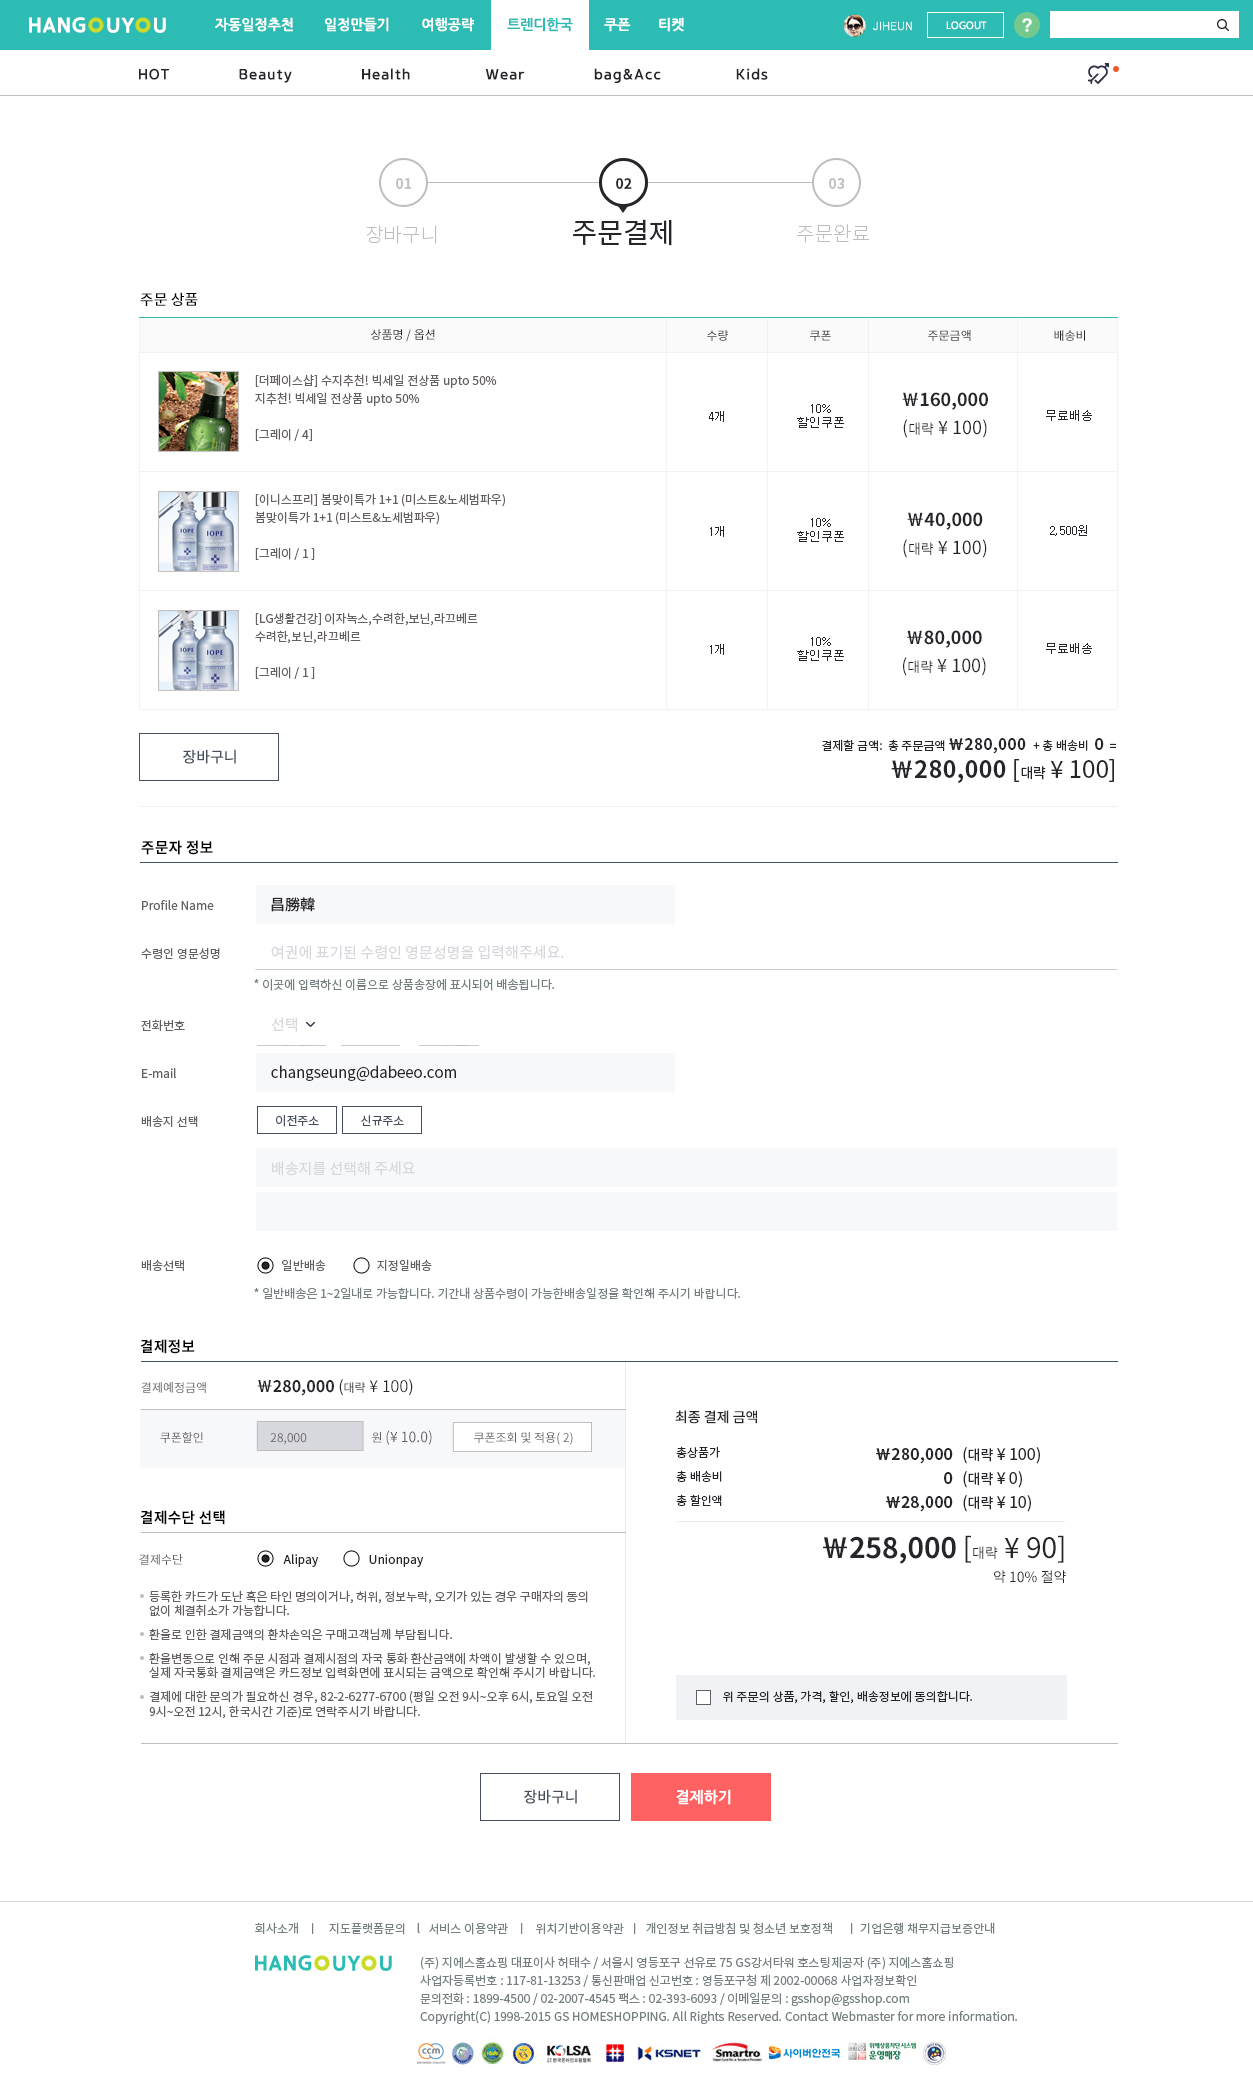 HANGOUYOU 자동일정추천 일정만들기 여행공략 트렌디한국 쿠폰 티켓 JIHEUN LOGOUT ?
HOT Beauty Health Wear bag&Acc Kids
01 02 03
장바구니 주문결제 주문완료
주문 상품
상품명 / 옵션 수량 쿠폰 주문금액 배송비
[더페이스샵] 수지추천! 빅세일 전상품 upto 50%
지추천! 빅세일 전상품 upto 50%
[그레이 / 4]
4개
10%
할인쿠폰
₩160,000
(대략 ¥ 100)
무료배송
[이니스프리] 봄맞이특가 1+1 (미스트&노세범파우)
봄맞이특가 1+1 (미스트&노세범파우)
[그레이 / 1 ]
1개
10%
할인쿠폰
₩40,000
(대략 ¥ 100)
2,500원
IOPE
IOPE
[LG생활건강] 이자녹스,수려한,보닌,라끄베르
수려한,보닌,라끄베르
[그레이 / 1 ]
1개
10%
할인쿠폰
₩80,000
(대략 ¥ 100)
무료배송
IOPE
IOPE
장바구니
결제할 금액: 총 주문금액 ₩280,000 + 총 배송비 0 =
₩280,000 [대략 ¥ 100]
주문자 정보
Profile Name 昌勝韓
수령인 영문성명 여권에 표기된 수령인 영문성명을 입력해주세요.
* 이곳에 입력하신 이름으로 상품송장에 표시되어 배송됩니다.
전화번호 선택
E-mail changseung@dabeeo.com
배송지 선택 이전주소 신규주소
배송지를 선택해 주세요
배송선택 일반배송 지정일배송
* 일반배송은 1~2일내로 가능합니다. 기간내 상품수령이 가능한배송일정을 확인해 주시기 바랍니다.
결제정보
결제예정금액 ₩280,000 (대략 ¥ 100)
쿠폰할인 28,000 원 (¥ 10.0) 쿠폰조회 및 적용( 2)
결제수단 선택
결제수단 Alipay Unionpay
등록한 카드가 도난 혹은 타인 명의이거나, 허위, 정보누락, 오기가 있는 경우 구매자의 동의
없이 체결취소가 가능합니다.
환율로 인한 결제금액의 환차손익은 구매고객님께 부담됩니다.
환율변동으로 인해 주문 시점과 결제시점의 자국 통화 환산금액에 차액이 발생할 수 있으며,
실제 자국통화 결제금액은 카드정보 입력화면에 표시되는 금액으로 확인해 주시기 바랍니다.
결제에 대한 문의가 필요하신 경우, 82-2-6277-6700 (평일 오전 9시~오후 6시, 토요일 오전
9시~오전 12시, 한국시간 기준)로 연락주시기 바랍니다.
최종 결제 금액
총상품가 ₩280,000 (대략 ¥ 100)
총 배송비 0 (대략 ¥ 0)
총 할인액 ₩28,000 (대략 ¥ 10)
₩258,000 [대략 ¥ 90]
약 10% 절약
위 주문의 상품, 가격, 할인, 배송정보에 동의합니다.
장바구니 결제하기
회사소개 | 지도플랫폼문의 l 서비스 이용약관 | 위치기반이용약관 | 개인정보 취급방침 및 청소년 보호정책 | 기업은행 채무지급보증안내
HANGOUYOU
(주) 지에스홈쇼핑 대표이사 허태수 / 서울시 영등포구 선유로 75 GS강서타워 호스팅제공자 (주) 지에스홈쇼핑
사업자등록번호 : 117-81-13253 / 통신판매업 신고번호 : 영등포구청 제 2002-00068 사업자정보확인
문의전화 : 1899-4500 / 02-2007-4545 팩스 : 02-393-6093 / 이메일문의 : gsshop@gsshop.com
Copyright(C) 1998-2015 GS HOMESHOPPING. All Rights Reserved. Contact Webmaster for more information.
ccm KOLSA KSNET Smartro 사이버안전국 위해상품차단시스템
운영매장